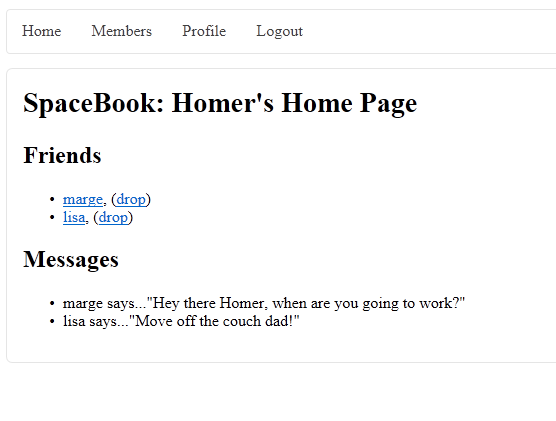 Home Members Profile Logout
SpaceBook: Homer's Home Page
Friends
• marge, (drop)
• lisa, (drop)
Messages
• marge says..."Hey there Homer, when are you going to work?"
• lisa says..."Move off the couch dad!"